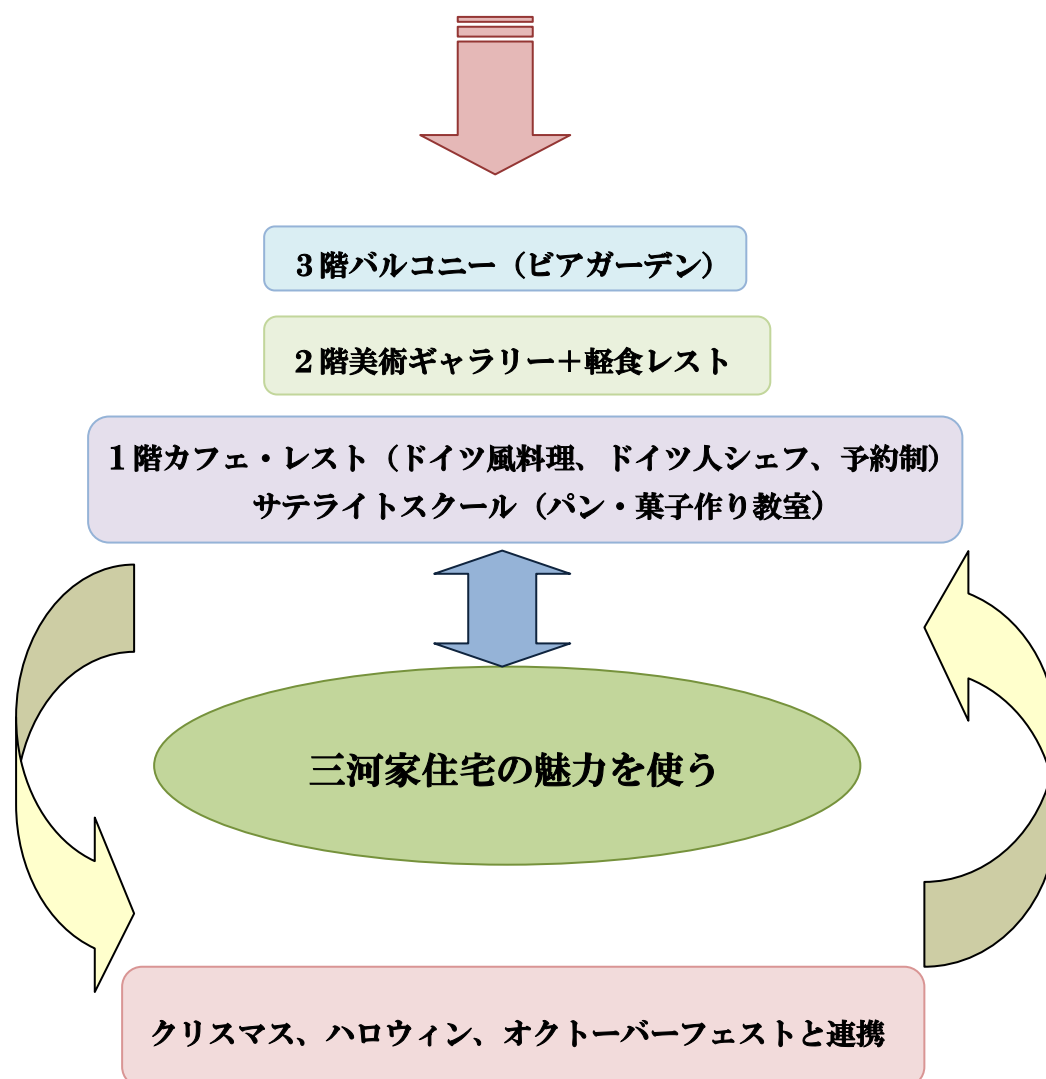 ３階バルコニー（ビアガーデン）
２階美術ギャラリー＋軽食レスト
１階カフェ・レスト（ドイツ風料理、ドイツ人シェフ、予約制）
サテライトスクール（パン・菓子作り教室）
三河家住宅の魅力を使う
クリスマス、ハロウィン、オクトーバーフェストと連携